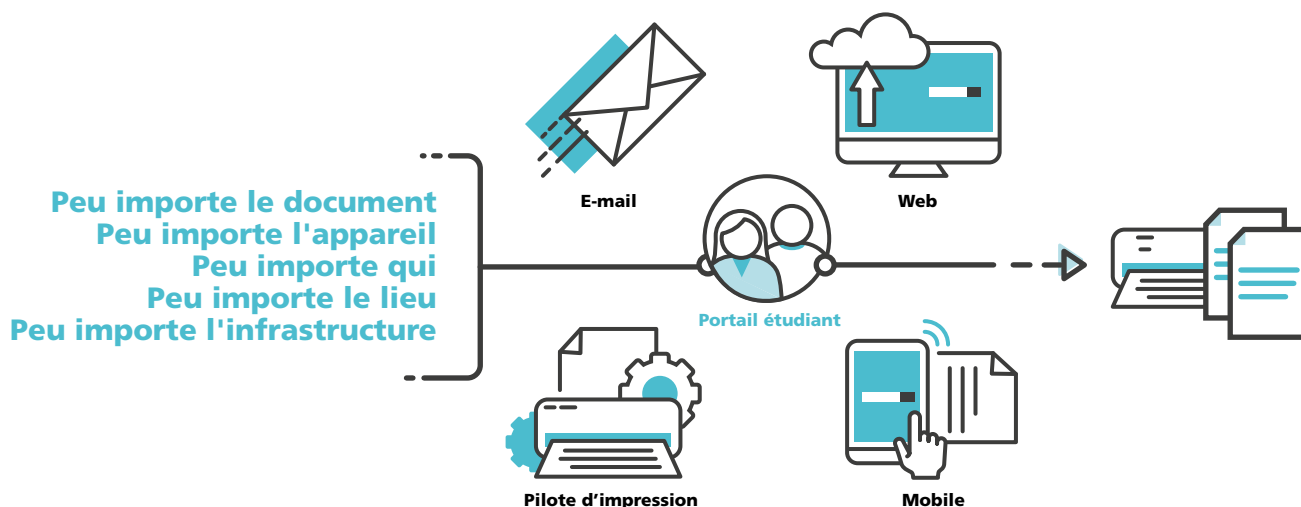 Peu importe le document
Peu importe l'appareil
Peu importe qui
Peu importe le lieu
Peu importe l'infrastructure
E-mail
Web
Portail étudiant
Pilote d’impression
Mobile